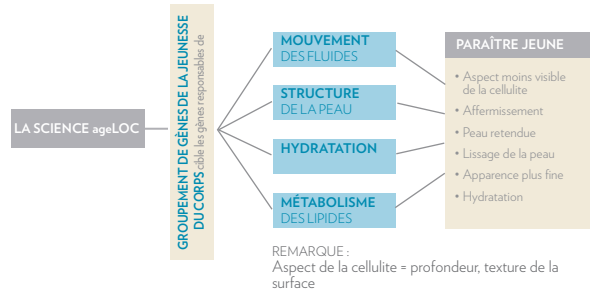 LA SCIENCE ageLOC
GROUPEMENT DE GÈNES DE LA JEUNESSE
DU CORPS cible les gènes responsables de
MOUVEMENT
DES FLUIDES
STRUCTURE
DE LA PEAU
HYDRATATION
MÉTABOLISME
DES LIPIDES
PARAÎTRE JEUNE
• Aspect moins visible
de la cellulite
• Affermissement
• Peau retendue
• Lissage de la peau
• Apparence plus fine
• Hydratation
REMARQUE :
Aspect de la cellulite = profondeur, texture de la
surface